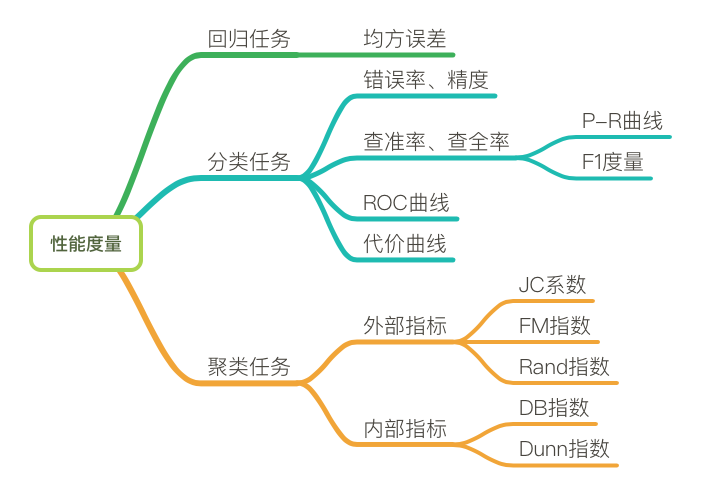 性能度量
回归任务
均方误差
分类任务
错误率、精度
查准率、查全率
P-R曲线
F1度量
ROC曲线
代价曲线
聚类任务
外部指标
JC系数
FM指数
Rand指数
内部指标
DB指数
Dunn指数